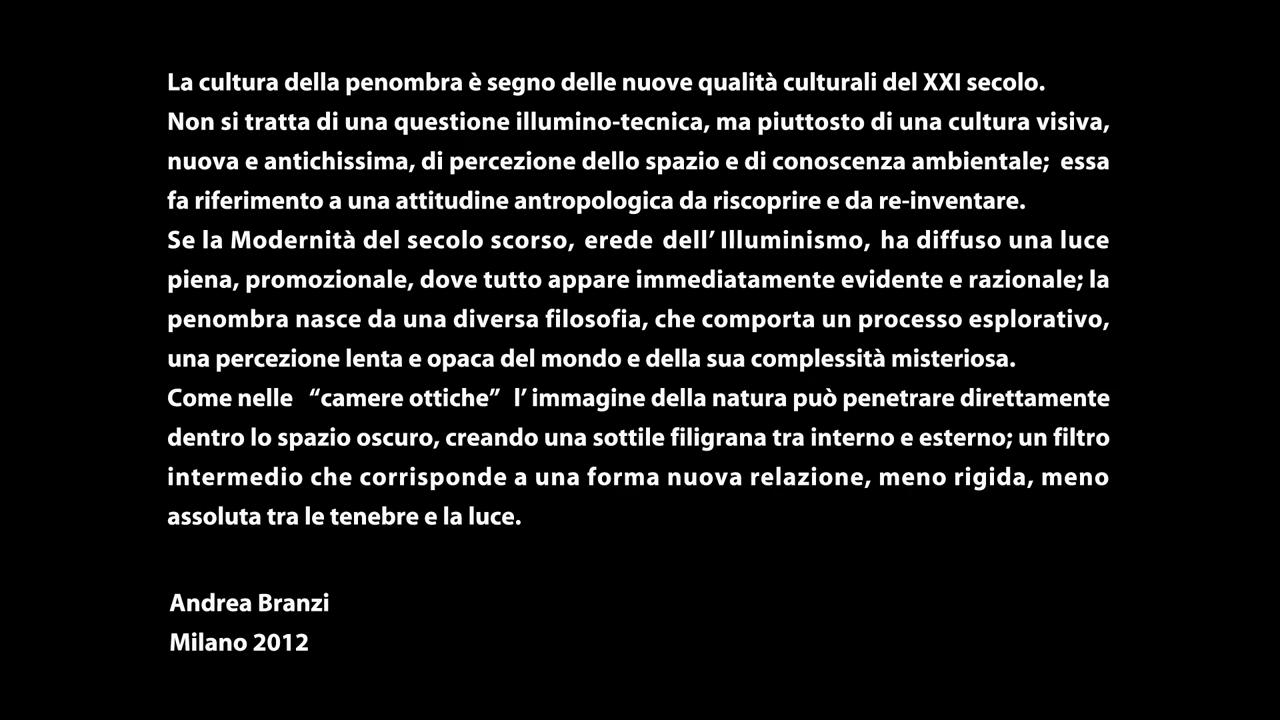 La cultura della penombra è segno delle nuove qualità culturali del XXI secolo.
Non si tratta di una questione illumino-tecnica, ma piuttosto di una cultura visiva,
nuova e antichissima, di percezione dello spazio e di conoscenza ambientale; essa
fa riferimento a una attitudine antropologica da riscoprire e da re-inventare.
Se la Modernità del secolo scorso, erede dell’ Illuminismo, ha diffuso una luce
piena, promozionale, dove tutto appare immediatamente evidente e razionale; la
penombra nasce da una diversa filosofia, che comporta un processo esplorativo,
una percezione lenta e opaca del mondo e della sua complessità misteriosa.
Come nelle “camere ottiche” l’ immagine della natura può penetrare direttamente
dentro lo spazio oscuro, creando una sottile filigrana tra interno e esterno; un filtro
intermedio che corrisponde a una forma nuova relazione, meno rigida, meno
assoluta tra le tenebre e la luce.
Andrea Branzi
Milano 2012